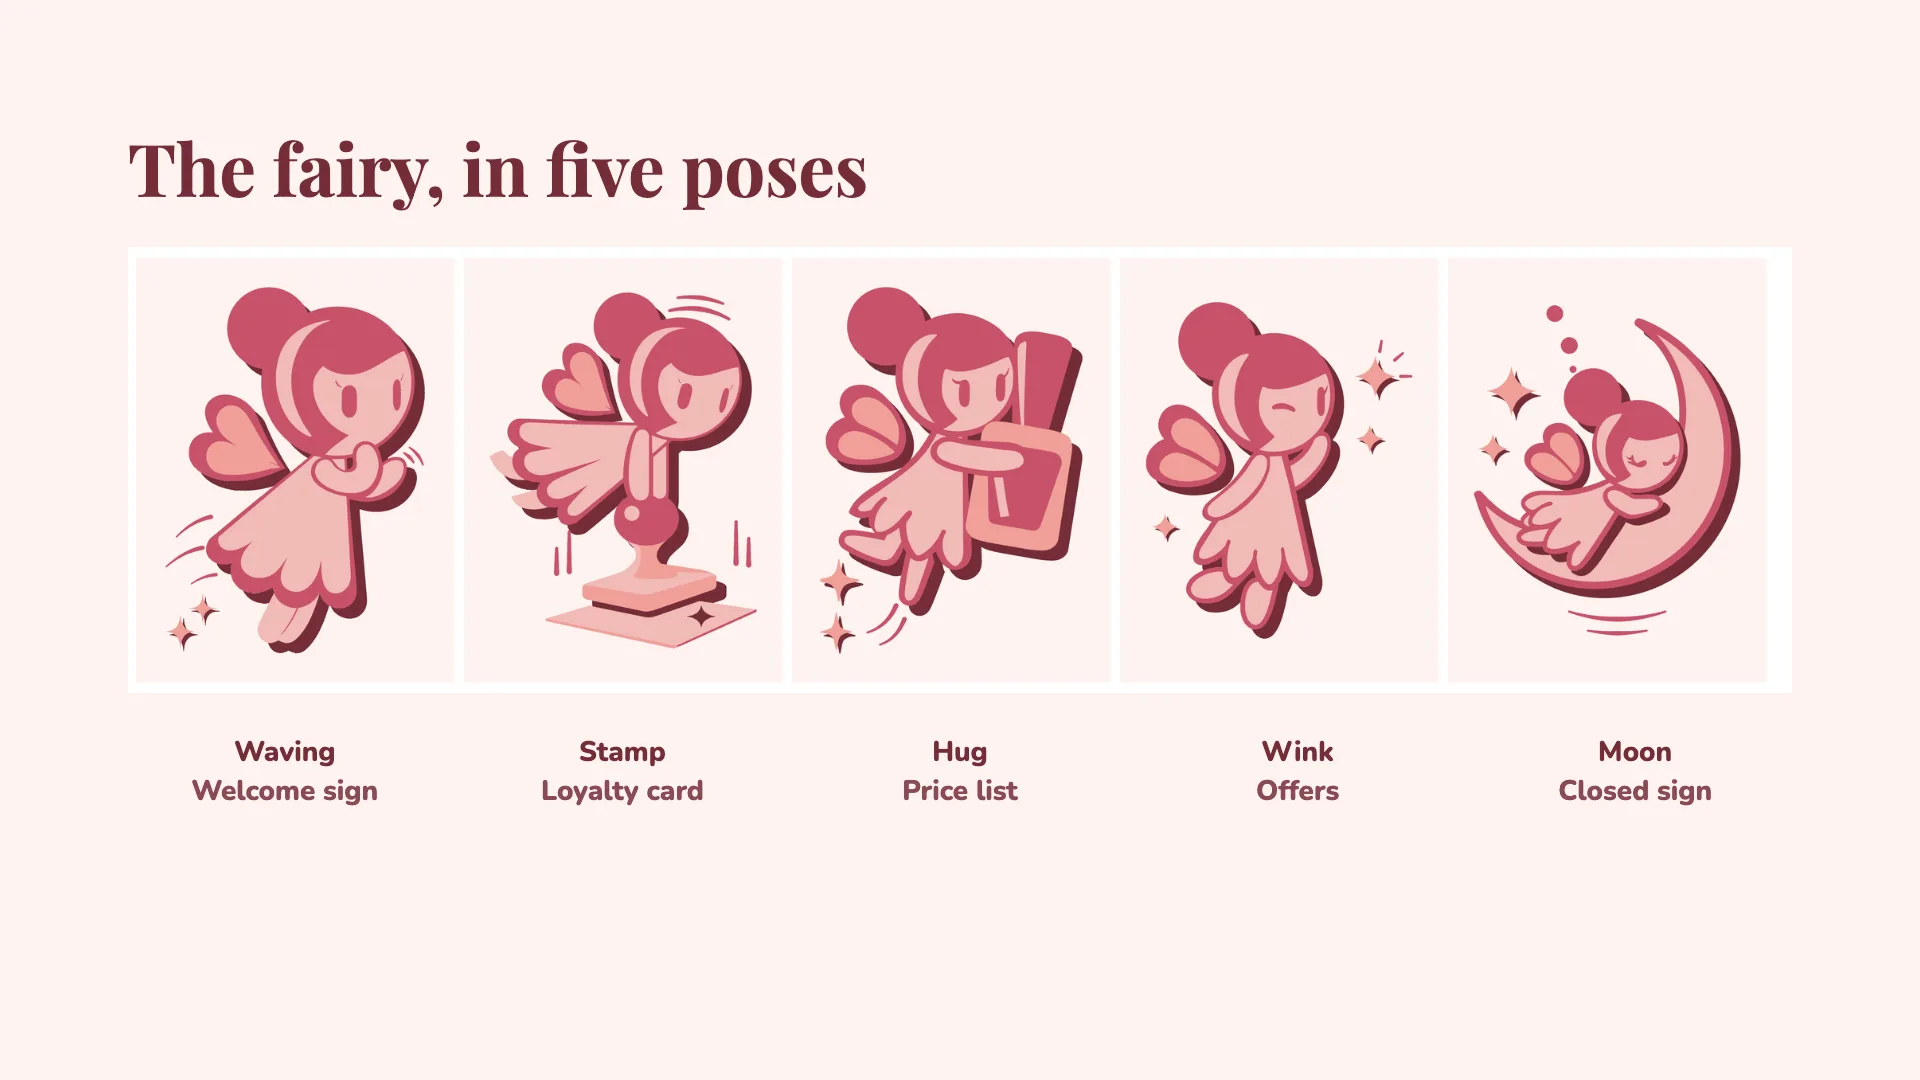 The fairy, in five poses
Waving
Welcome sign
Stamp
Loyalty card
Hug
Price list
Wink
Offers
Moon
Closed sign